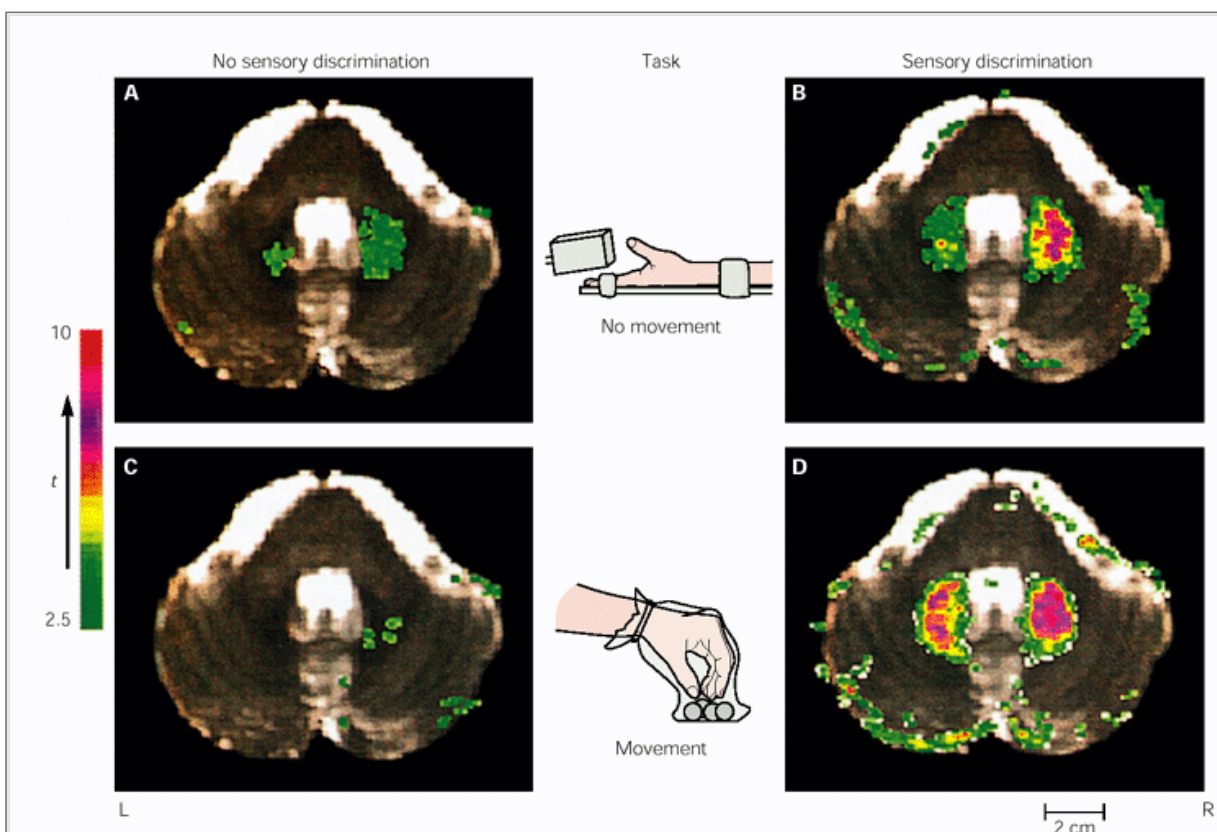 No sensory discrimination
Task
Sensory discrimination
A
B
No movement
10
t
2.5
C
D
Movement
L
R
2 cm